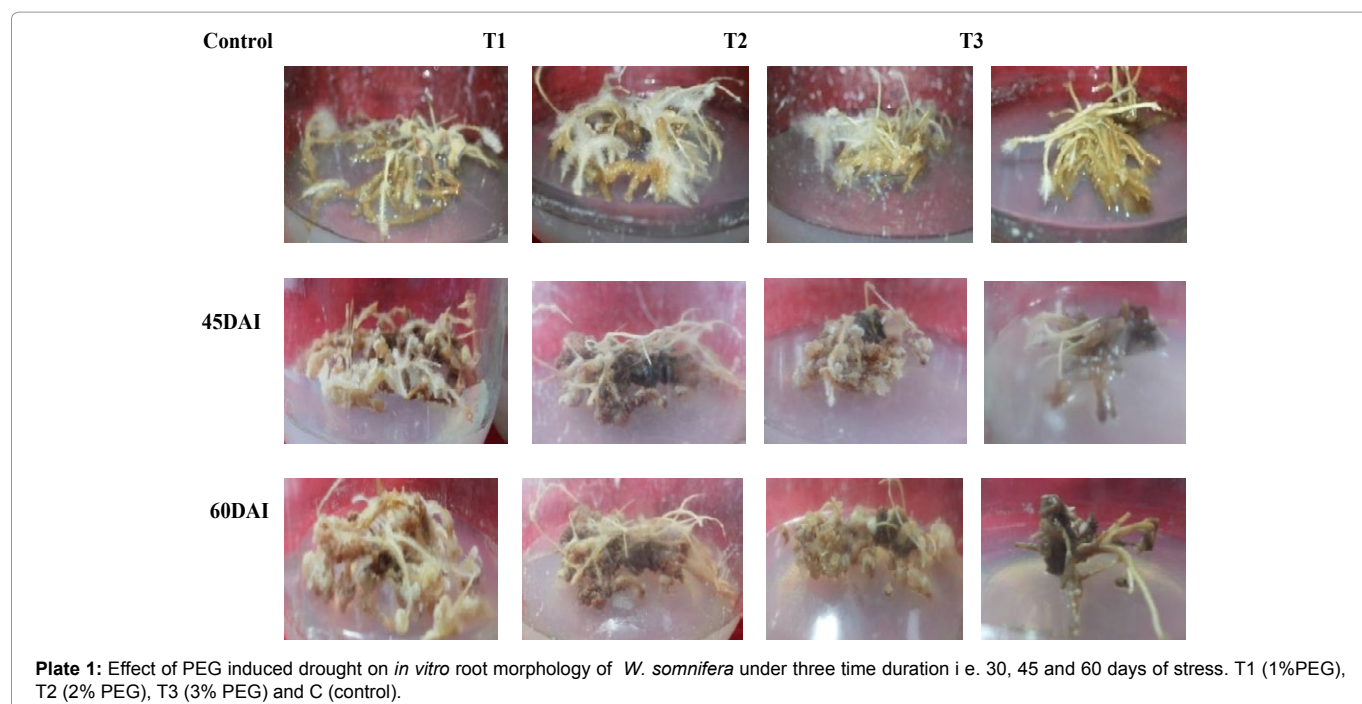 Control T1 T2 T3
45DAI
60DAI
Plate 1: Effect of PEG induced drought on in vitro root morphology of W. somnifera under three time duration i e. 30, 45 and 60 days of stress. T1 (1%PEG),
T2 (2% PEG), T3 (3% PEG) and C (control).